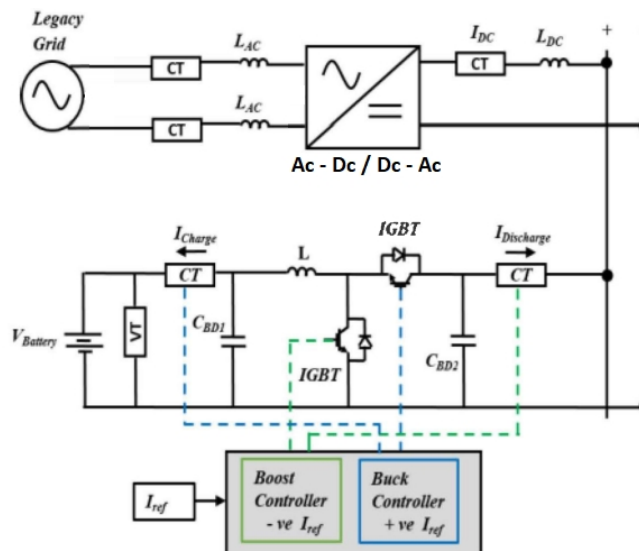 Legacy
Grid
CT
L_AC
CT
L_AC
I_DC
CT
L_DC
+
Ac - Dc / Dc - Ac
I_Charge
CT
L
IGBT
I_Discharge
CT
V_Battery
VT
C_BD1
IGBT
C_BD2
I_ref
Boost
Controller
- ve I_ref
Buck
Controller
+ ve I_ref